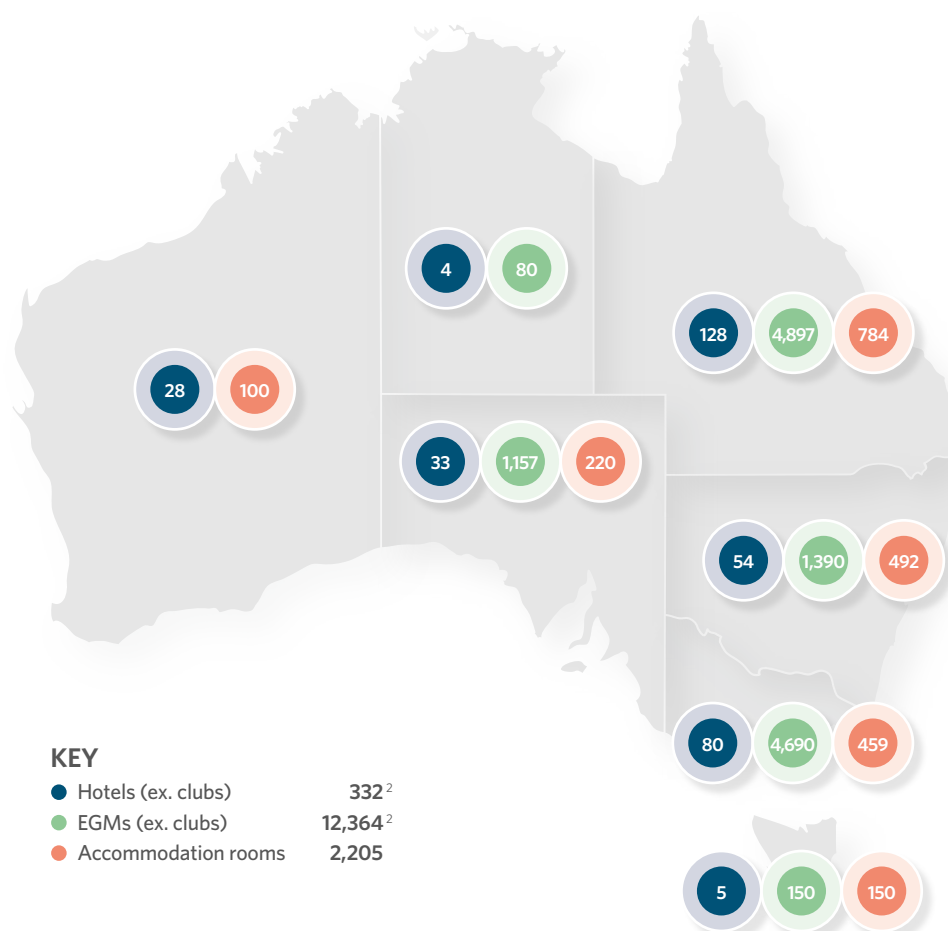 4 80
128 4,897 784
28 100
33 1,157 220
54 1,390 492
80 4,690 459
KEY
Hotels (ex. clubs) 332 2
EGMs (ex. clubs) 12,364 2
Accommodation rooms 2,205
5 150 150